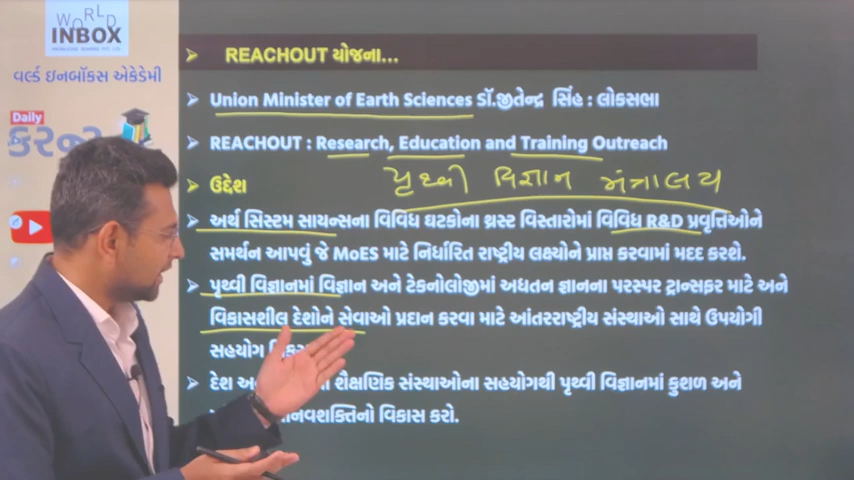 WORLD
INBOX
વર્લ્ડ ઇનબૉકસ એકેડેમી
Daily
કરન્ટ
REACHOUT યોજના...
Union Minister of Earth Sciences ડૉ.જીતેન્દ્ર સિંહ : લોકસભા
REACHOUT : Research, Education and Training Outreach
ઉદ્દેશ
પૃથ્વી વિજ્ઞાન મંત્રાલય
અર્થ સિસ્ટમ સાયન્સના વિવિધ ઘટકોના થ્રસ્ટ વિસ્તારોમાં વિવિધ R&D પ્રવૃત્તિઓને
સમર્થન આપવું જે MoES માટે નિર્ધારિત રાષ્ટ્રીય લક્ષ્યોને પ્રાપ્ત કરવામાં મદદ કરશે.
પૃથ્વી વિજ્ઞાનમાં વિજ્ઞાન અને ટેકનોલોજીમાં અદ્યતન જ્ઞાનના પરસ્પર ટ્રાન્સફર માટે અને
વિકાસશીલ દેશોને સેવાઓ પ્રદાન કરવા માટે આંતરરાષ્ટ્રીય સંસ્થાઓ સાથે ઉપયોગી
સહયોગ
દેશ શૈક્ષણિક સંસ્થાઓના સહયોગથી પૃથ્વી વિજ્ઞાનમાં કુશળ અને
માનવશક્તિનો વિકાસ કરો.